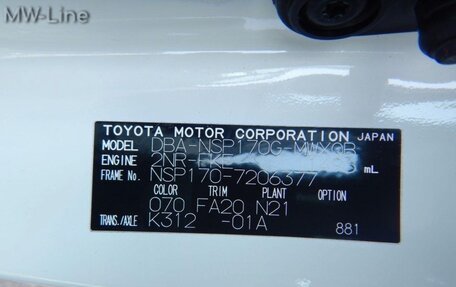 MW-Line
TOYOTA MOTOR CORPORATION JAPAN
MODEL DBA-NSP170G-MWXQB
ENGINE 2NR-FKE mL
FRAME No. NSP170-7206377
COLOR TRIM PLANT OPTION
070 FA20 N21
TRANS./AXLE K312 -01A 881